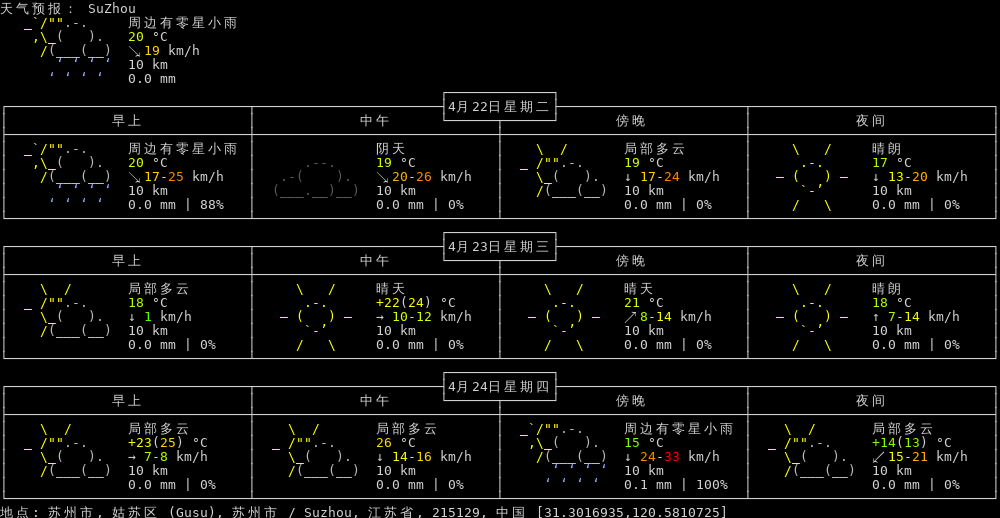 天气预报： SuZhou
周边有零星小雨
20 °C
↘ 19 km/h
10 km
0.0 mm
4月22日星期二
早上 中午 傍晚 夜间
周边有零星小雨 阴天 局部多云 晴朗
20 °C 19 °C 19 °C 17 °C
↘ 17-25 km/h ↘ 20-26 km/h ↓ 17-24 km/h ↓ 13-20 km/h
10 km 10 km 10 km 10 km
0.0 mm | 88% 0.0 mm | 0% 0.0 mm | 0% 0.0 mm | 0%
4月23日星期三
早上 中午 傍晚 夜间
局部多云 晴天 晴天 晴朗
18 °C +22(24) °C 21 °C 18 °C
↓ 1 km/h → 10-12 km/h ↗ 8-14 km/h ↑ 7-14 km/h
10 km 10 km 10 km 10 km
0.0 mm | 0% 0.0 mm | 0% 0.0 mm | 0% 0.0 mm | 0%
4月24日星期四
早上 中午 傍晚 夜间
局部多云 局部多云 周边有零星小雨 局部多云
+23(25) °C 26 °C 15 °C +14(13) °C
→ 7-8 km/h ↓ 14-16 km/h ↓ 24-33 km/h ↙ 15-21 km/h
10 km 10 km 10 km 10 km
0.0 mm | 0% 0.0 mm | 0% 0.1 mm | 100% 0.0 mm | 0%
地点: 苏州市, 姑苏区 (Gusu), 苏州市 / Suzhou, 江苏省, 215129, 中国 [31.3016935,120.5810725]